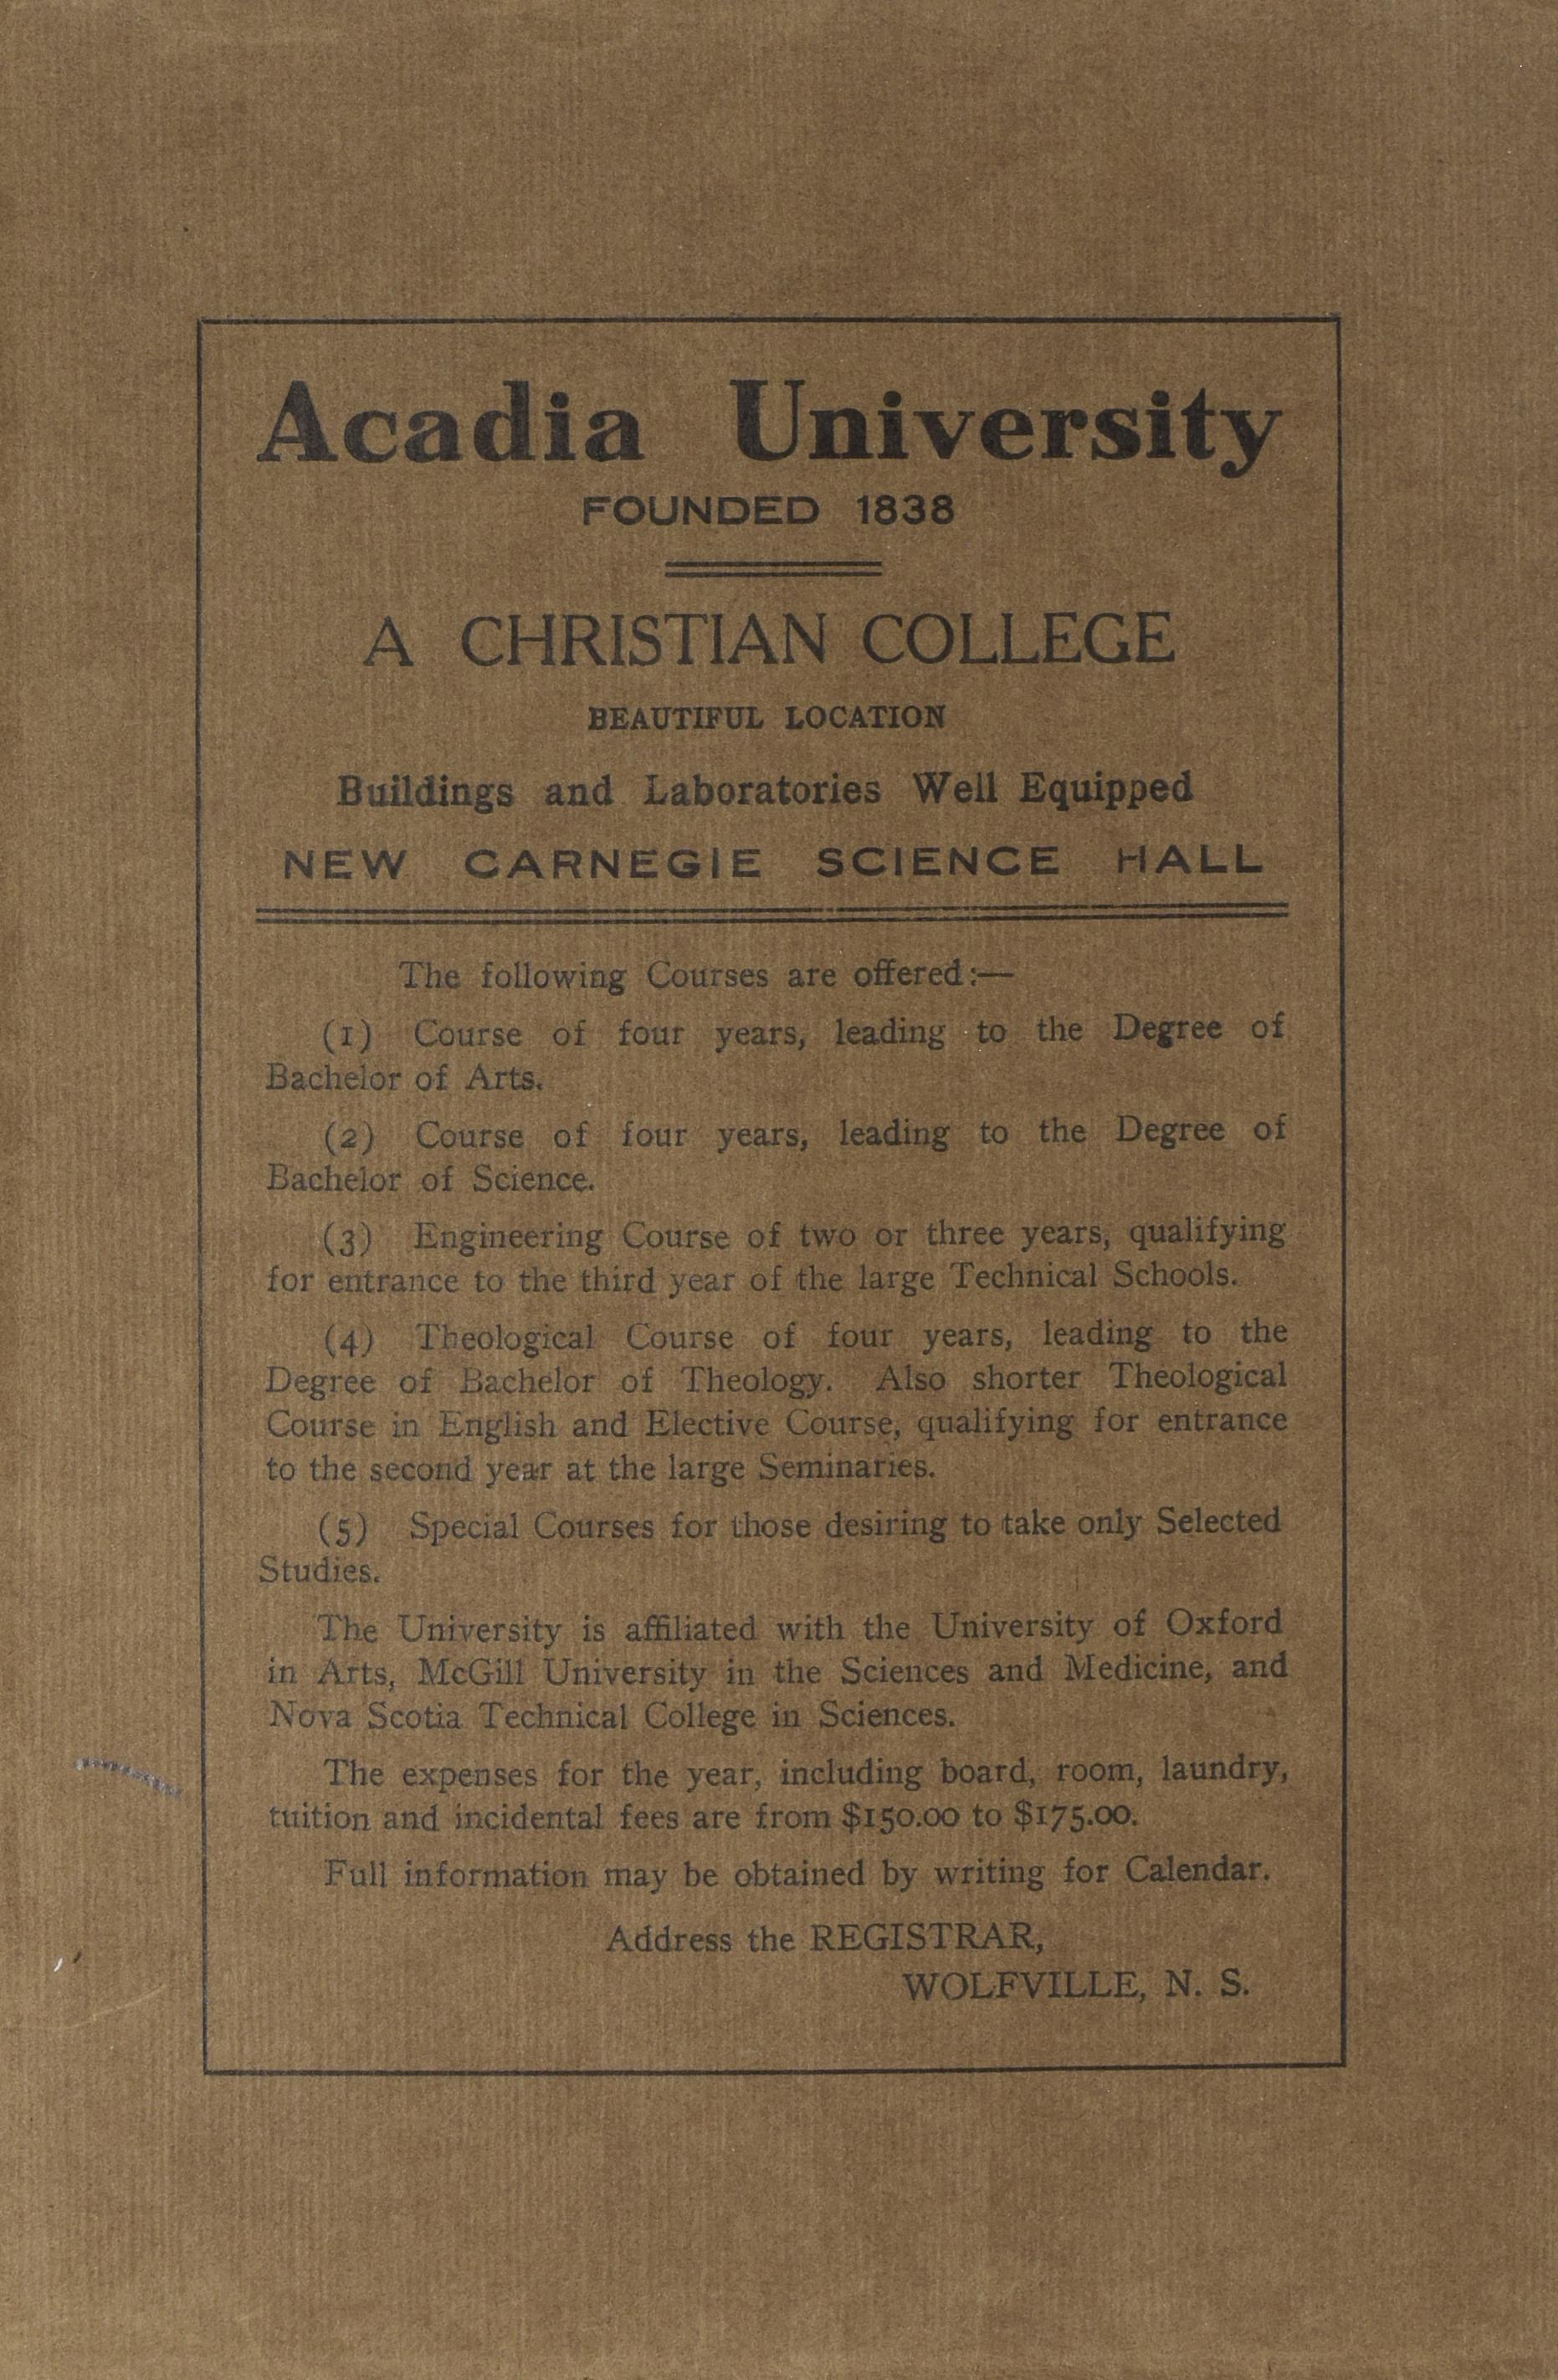 Acadia University
FOUNDED 1838
A CHRISTIAN COLLEGE
BEAUTIFUL LOCATION
Buildings and Laboratories Well Equipped
NEW CARNEGIE SCIENCE HALL
The following Courses are offered:—
(1) Course of four years, leading to the Degree of
Bachelor of Arts.
(2) Course of four years, leading to the Degree of
Bachelor of Science.
(3) Engineering Course of two or three years, qualifying
for entrance to the third year of the large Technical Schools.
(4) Theological Course of four years, leading to the
Degree of Bachelor of Theology. Also shorter Theological
Course in English and Elective Course, qualifying for entrance
to the second year at the large Seminaries.
(5) Special Courses for those desiring to take only Selected
Studies.
The University is affiliated with the University of Oxford
in Arts, McGill University in the Sciences and Medicine, and
Nova Scotia Technical College in Sciences.
The expenses for the year, including board, room, laundry,
tuition and incidental fees are from $150.00 to $175.00.
Full information may be obtained by writing for Calendar.
Address the REGISTRAR,
WOLFVILLE, N. S.